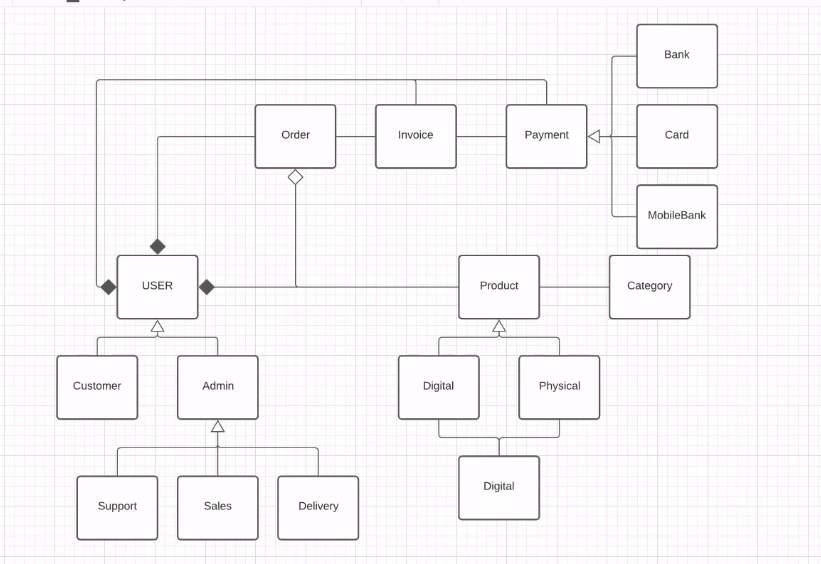 Bank
Order
Invoice
Payment
Card
MobileBank
USER
Product
Category
Customer
Admin
Digital
Physical
Support
Sales
Delivery
Digital